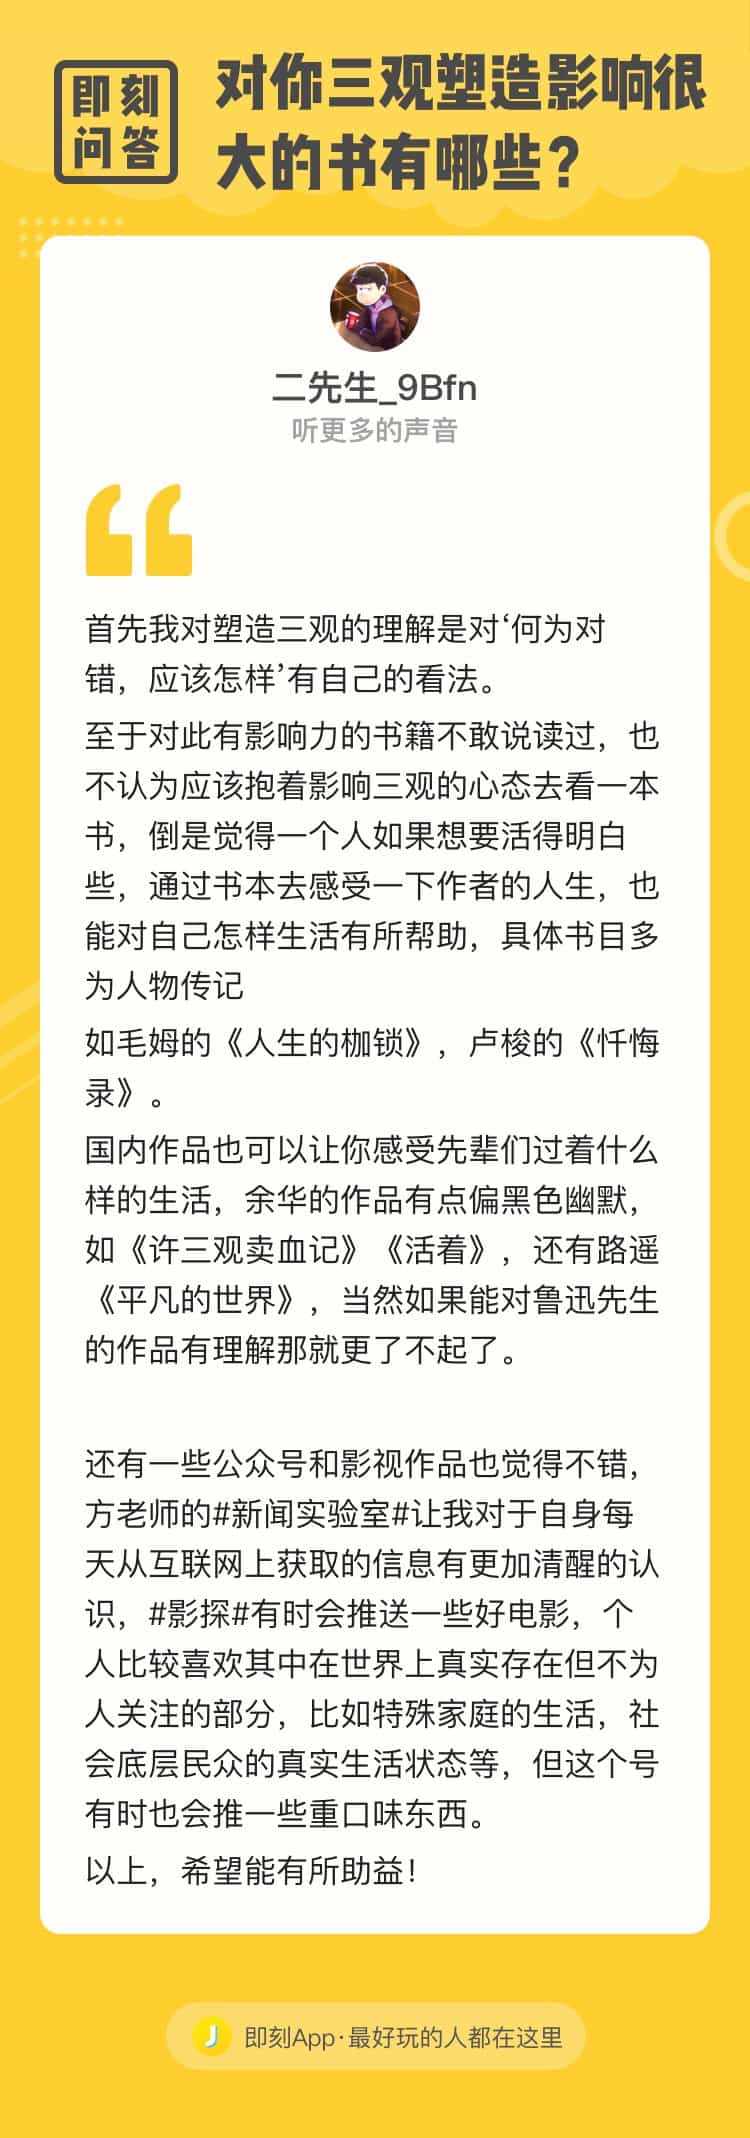 即刻
问答
对你三观塑造影响很
大的书有哪些？
二先生_9Bfn
听更多的声音
首先我对塑造三观的理解是对‘何为对
错，应该怎样’有自己的看法。
至于对此有影响力的书籍不敢说读过，也
不认为应该抱着影响三观的心态去看一本
书，倒是觉得一个人如果想要活得明白
些，通过书本去感受一下作者的人生，也
能对自己怎样生活有所帮助，具体书目多
为人物传记
如毛姆的《人生的枷锁》，卢梭的《忏悔
录》。
国内作品也可以让你感受先辈们过着什么
样的生活，余华的作品有点偏黑色幽默，
如《许三观卖血记》《活着》，还有路遥
《平凡的世界》，当然如果能对鲁迅先生
的作品有理解那就更了不起了。
还有一些公众号和影视作品也觉得不错，
方老师的#新闻实验室#让我对于自身每
天从互联网上获取的信息有更加清醒的认
识，#影探#有时会推送一些好电影，个
人比较喜欢其中在世界上真实存在但不为
人关注的部分，比如特殊家庭的生活，社
会底层民众的真实生活状态等，但这个号
有时也会推一些重口味东西。
以上，希望能有所助益！
J 即刻App·最好玩的人都在这里